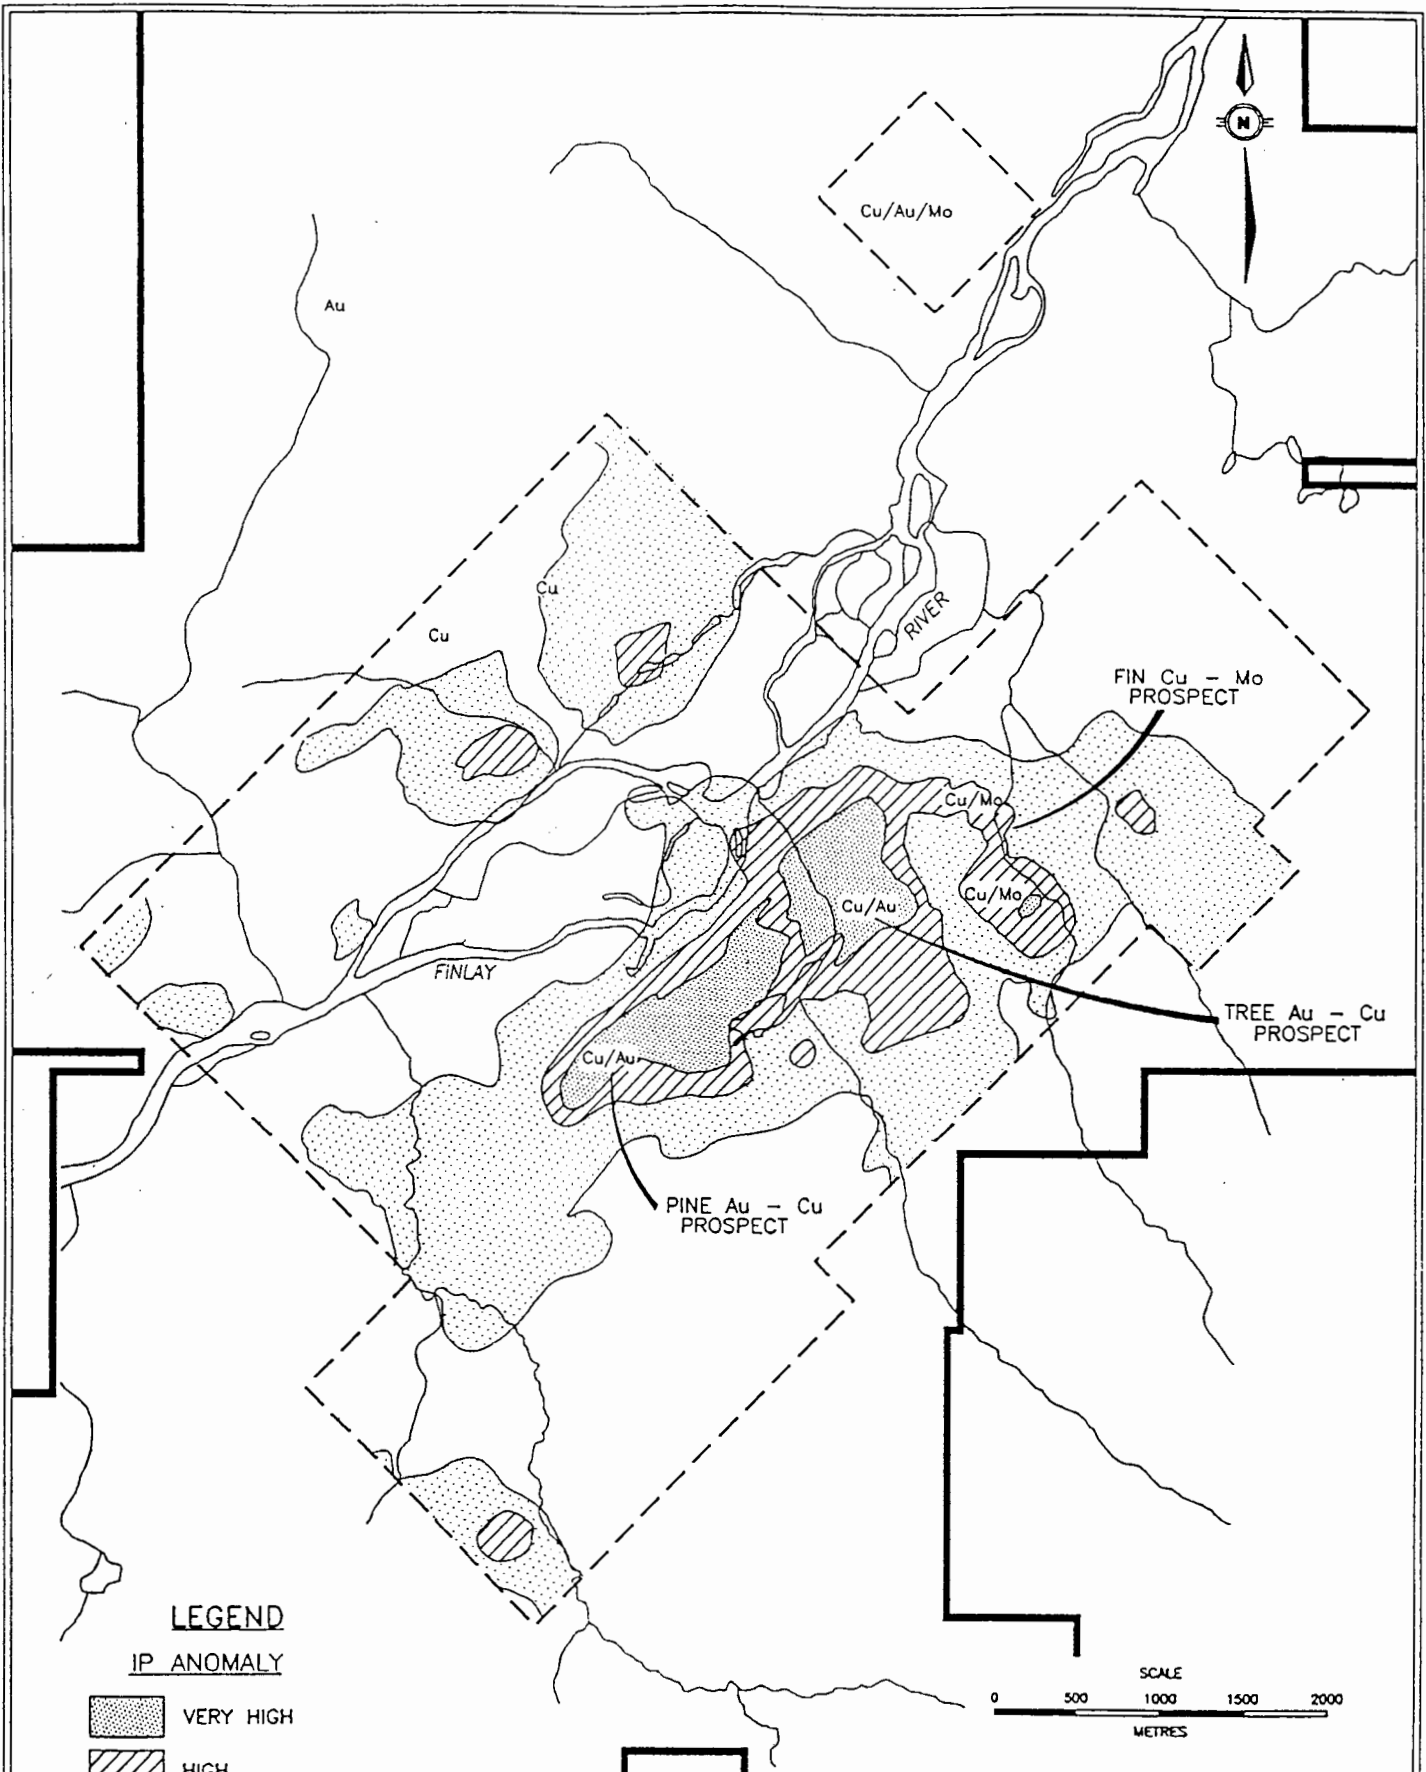 N
Cu/Au/Mo
Au
Cu
Cu
RIVER
FIN Cu - Mo
PROSPECT
Cu/Mo
Cu/Mo
Cu/Au
FINLAY
TREE Au - Cu
PROSPECT
Cu/Au
PINE Au - Cu
PROSPECT
LEGEND
IP ANOMALY
VERY HIGH
HIGH
SCALE
0 500 1000 1500 2000
METRES